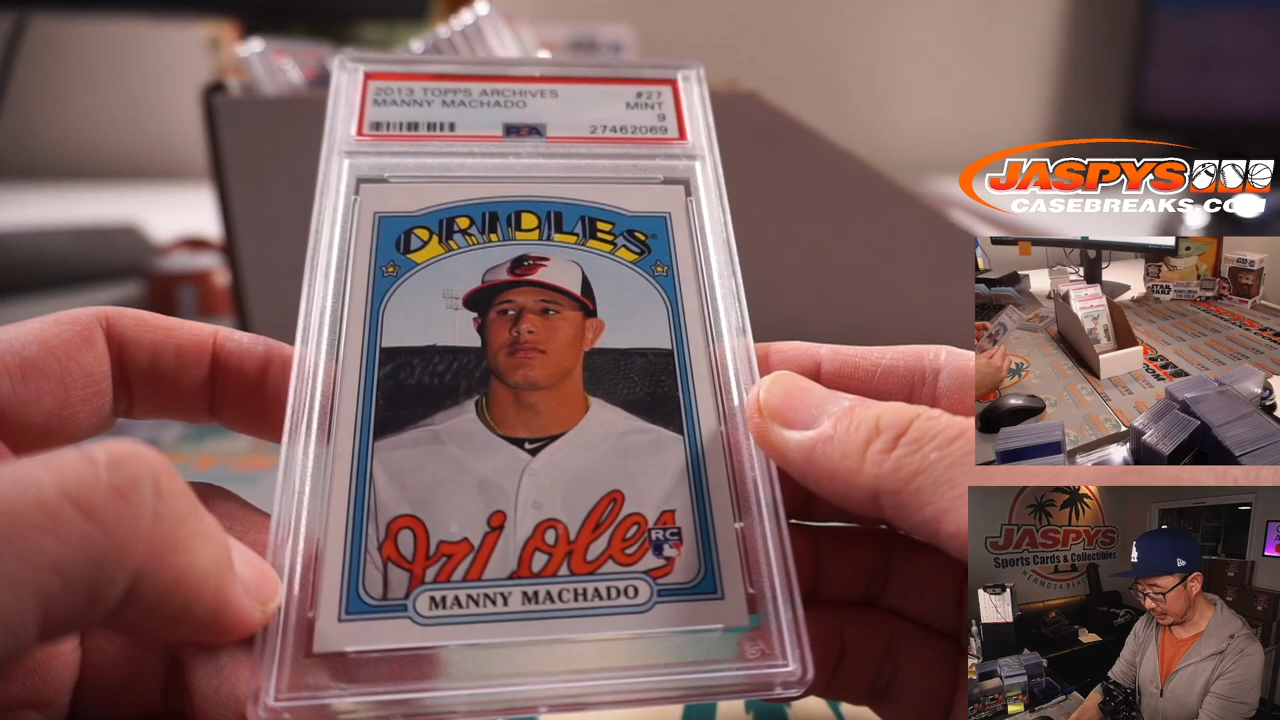 2013 TOPPS ARCHIVES #27
MANNY MACHADO MINT
9
PSA 27462069
ORIOLES
Orioles
RC
MANNY MACHADO
JASPYS
CASEBREAKS.COM
STAR WARS
JASPYS
Sports Cards & Collectibles
HERMOSA BEACH
LA